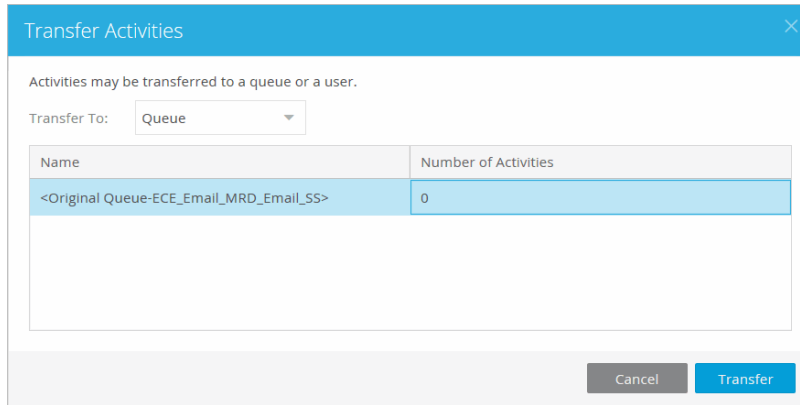 Transfer Activities
Activities may be transferred to a queue or a user.
Transfer To: Queue
Name Number of Activities
<Original Queue-ECE_Email_MRD_Email_SS> 0
Cancel Transfer